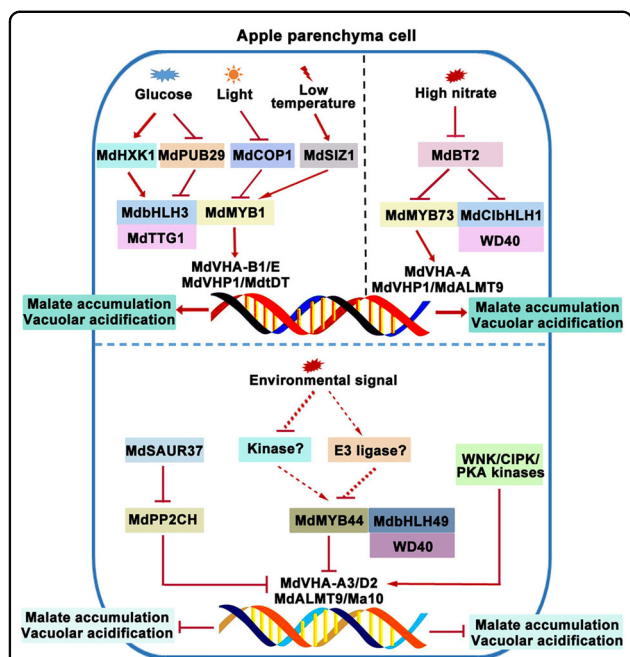 Apple parenchyma cell
Glucose
Light
Low
temperature
High nitrate
MdHXK1
MdPUB29
MdCOP1
MdSIZ1
MdBT2
MdbHLH3
MdMYB1
MdTTG1
MdMYB73
MdCIbHLH1
WD40
MdVHA-B1/E
MdVHP1/MdtDT
MdVHA-A
MdVHP1/MdALMT9
Malate accumulation
Vacuolar acidification
Malate accumulation
Vacuolar acidification
Environmental signal
Kinase?
E3 ligase?
MdSAUR37
WNK/CIPK/
PKA kinases
MdPP2CH
MdMYB44
MdbHLH49
WD40
MdVHA-A3/D2
MdALMT9/Ma10
Malate accumulation
Vacuolar acidification
Malate accumulation
Vacuolar acidification